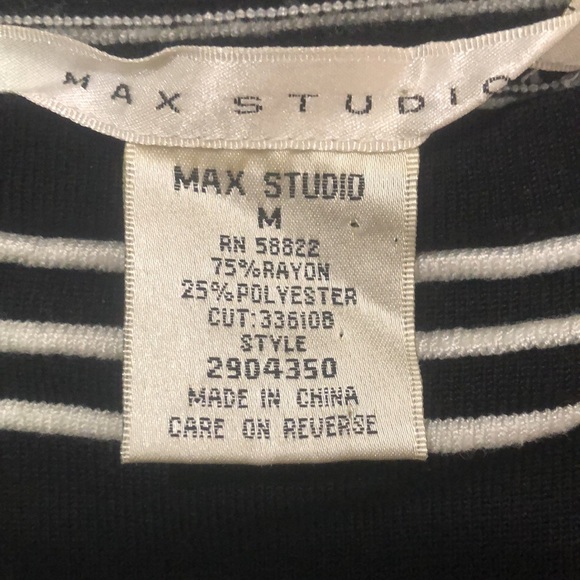 MAX STUDIO
MAX STUDIO
M
RN 58822
75%RAYON
25%POLYESTER
CUT:33610B
STYLE
2904350
MADE IN CHINA
CARE ON REVERSE